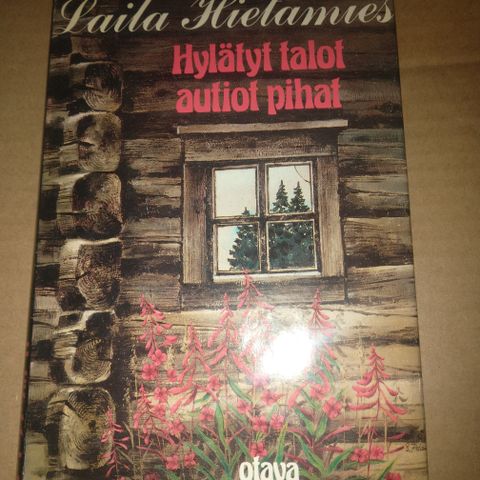 Laila Hietamies
Hylätyt talot
autiot pihat
otava